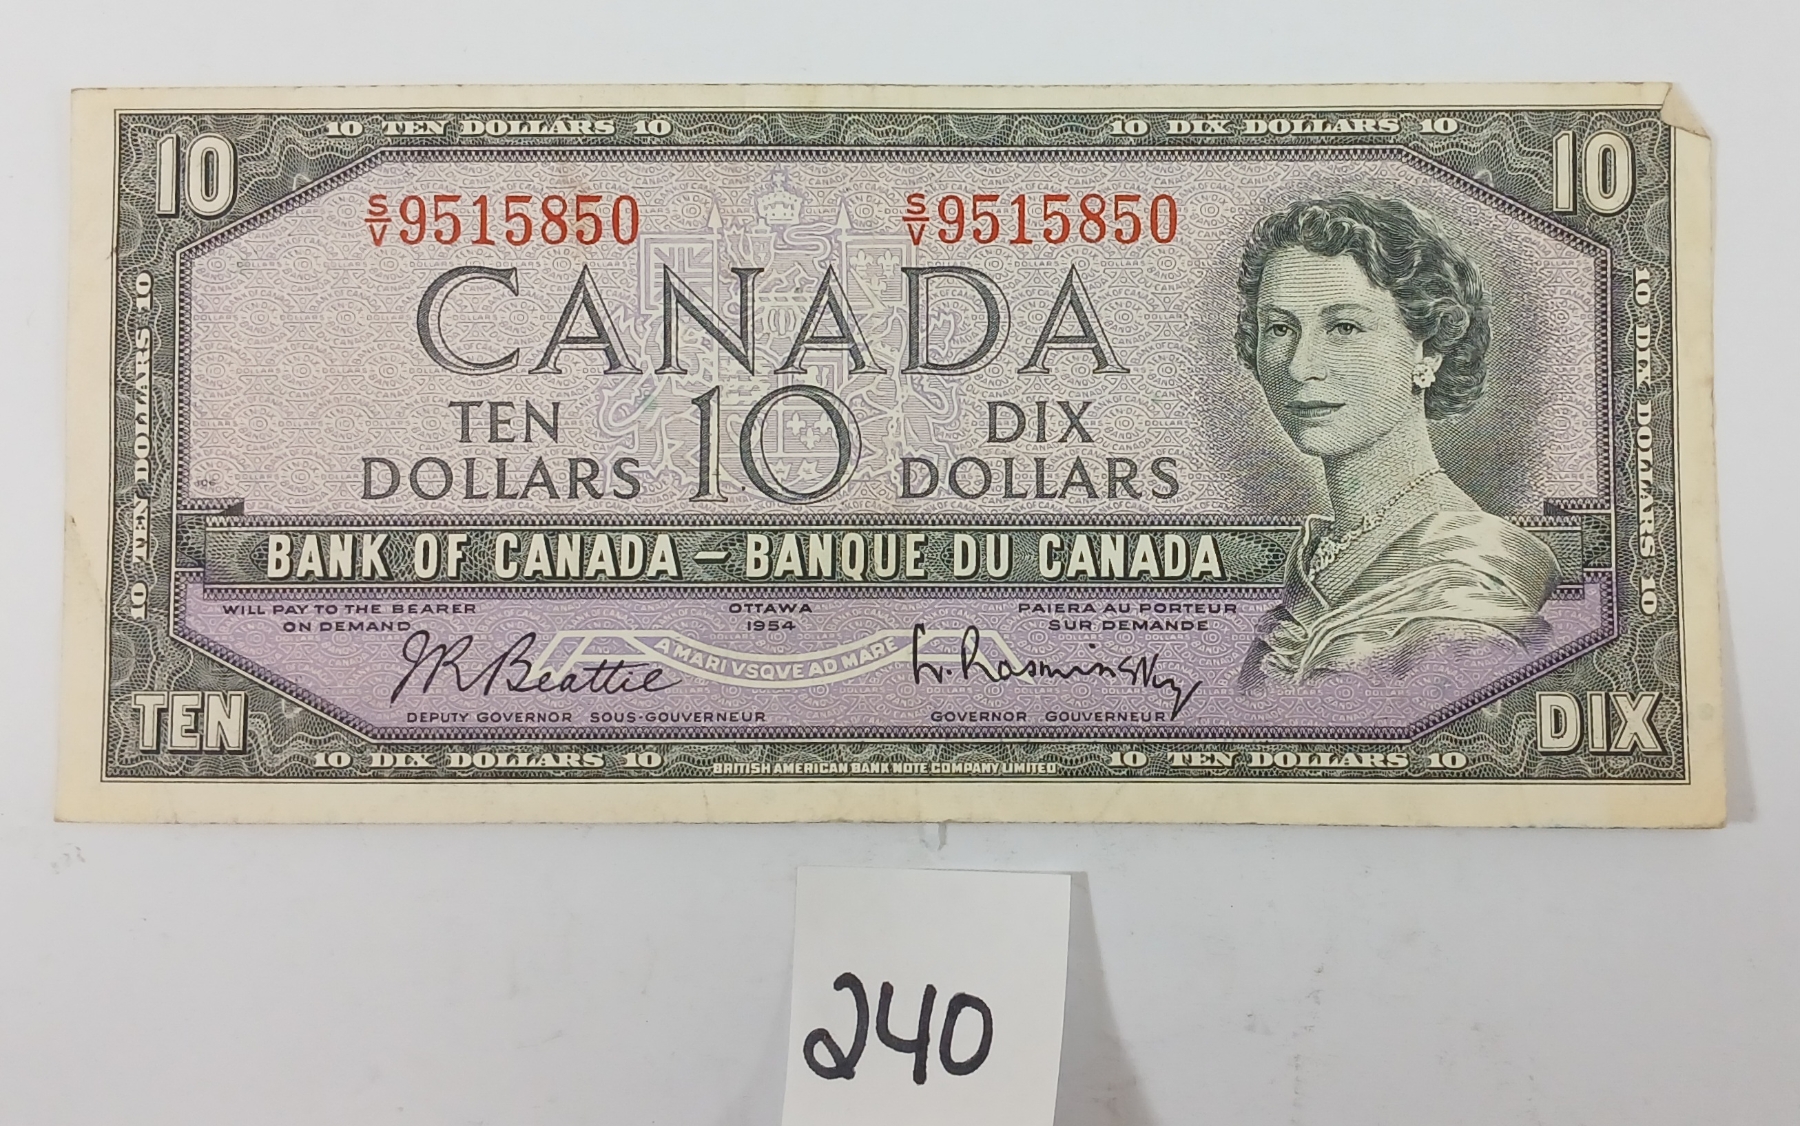 10 TEN DOLLARS 10
10 DIX DOLLARS 10
10
10
S/V 9515850
S/V 9515850
CANADA
TEN DOLLARS
10
DIX DOLLARS
10 TEN DOLLARS 10
10 DIX DOLLARS 10
BANK OF CANADA – BANQUE DU CANADA
WILL PAY TO THE BEARER
ON DEMAND
OTTAWA
1954
PAIERA AU PORTEUR
SUR DEMANDE
A MARI VSQVE AD MARE
J R Beattie
L. Rasminsky
DEPUTY GOVERNOR SOUS-GOUVERNEUR
GOVERNOR GOUVERNEUR
TEN
DIX
10 DIX DOLLARS 10
BRITISH AMERICAN BANK NOTE COMPANY LIMITED
10 TEN DOLLARS 10
240